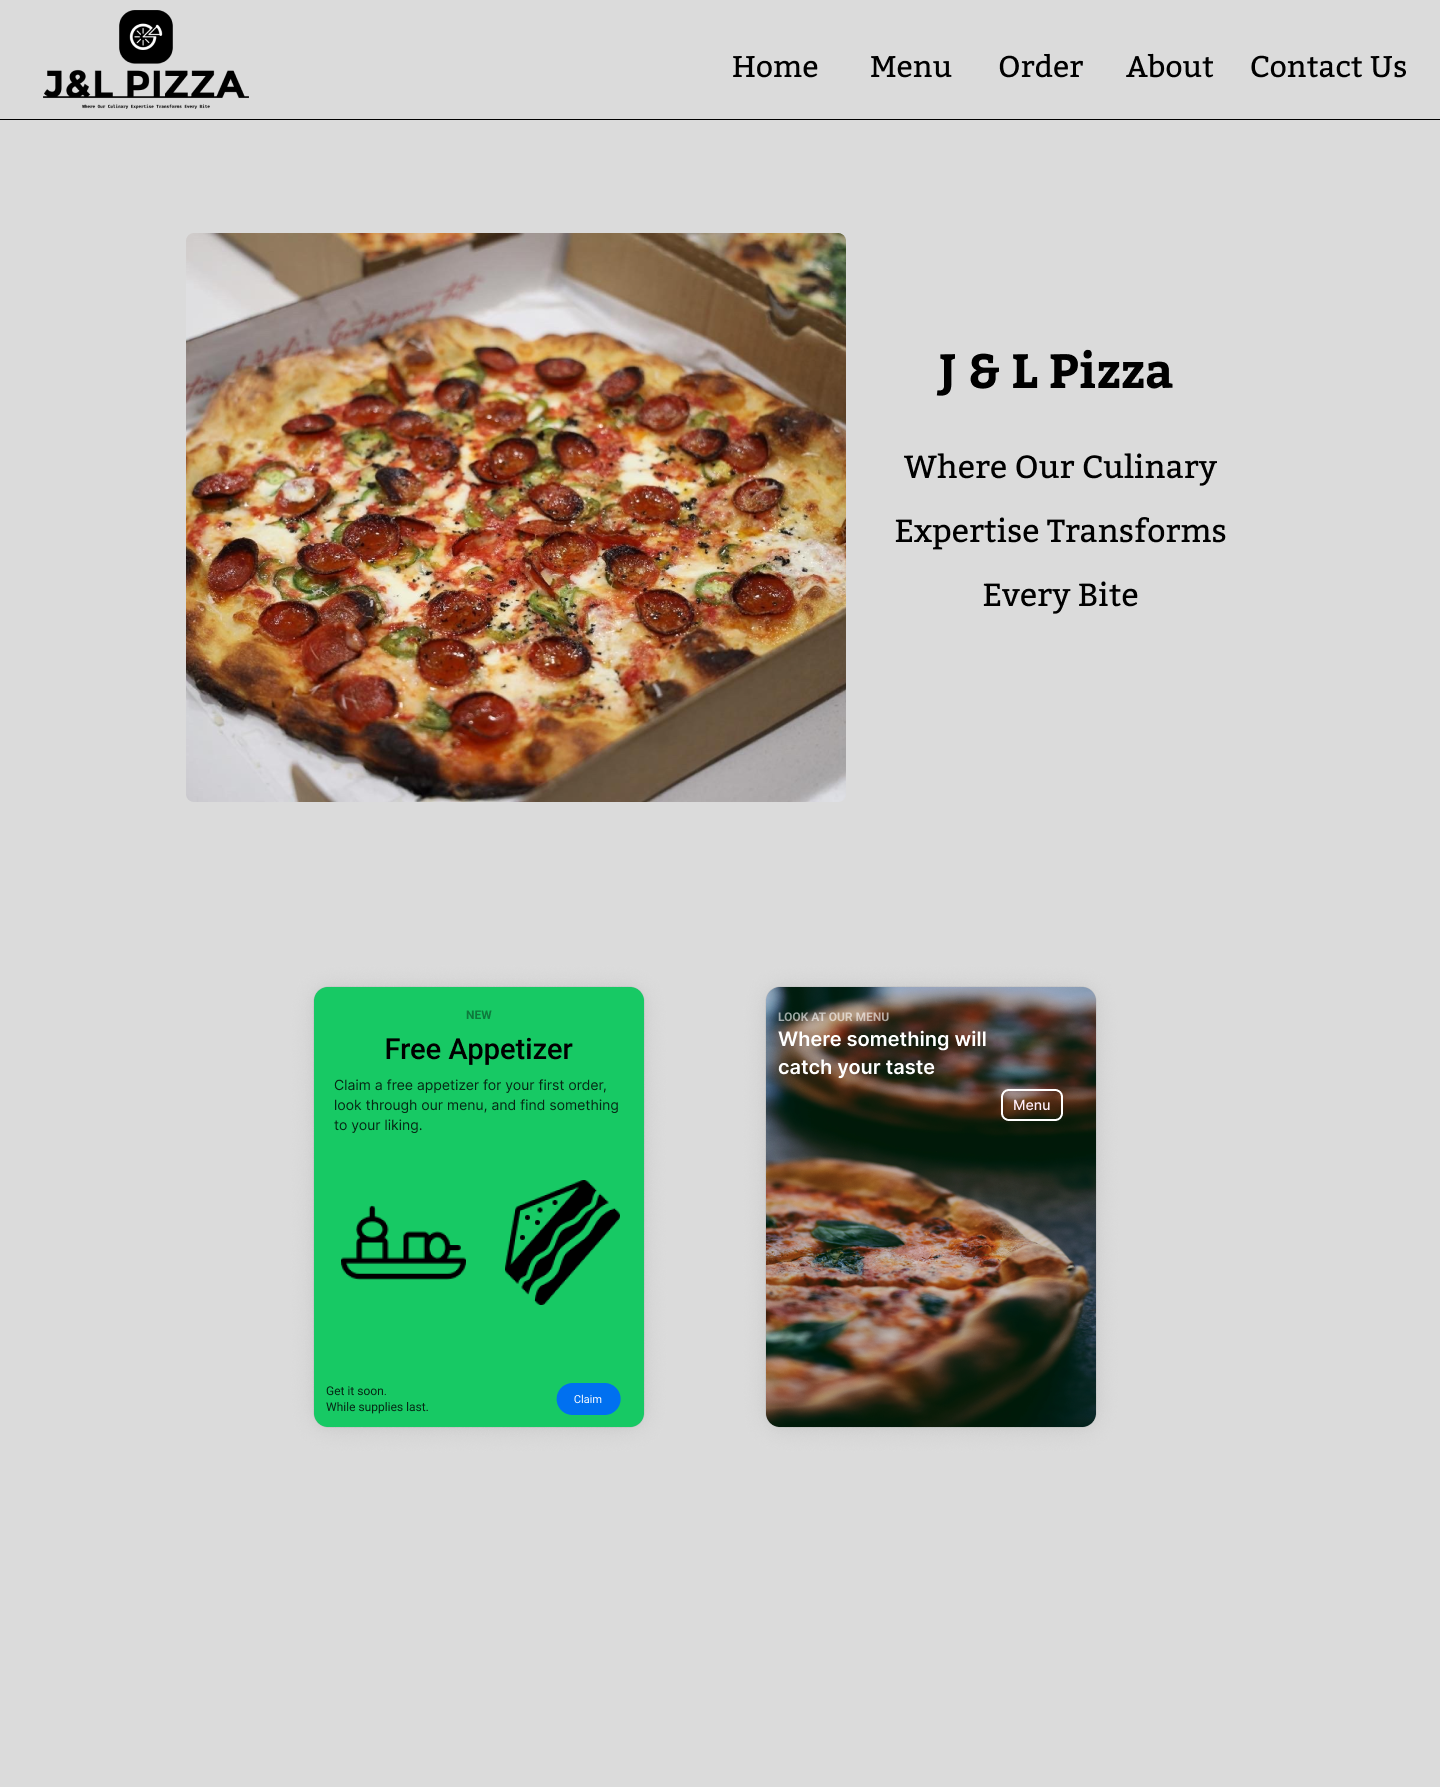 J&L PIZZA
Where Our Culinary Expertise Transforms Every Bite
Home Menu Order About Contact Us
Contemporary taste
J & L Pizza
Where Our Culinary
Expertise Transforms
Every Bite
NEW
Free Appetizer
Claim a free appetizer for your first order,
look through our menu, and find something
to your liking.
Get it soon.
While supplies last.
Claim
LOOK AT OUR MENU
Where something will
catch your taste
Menu